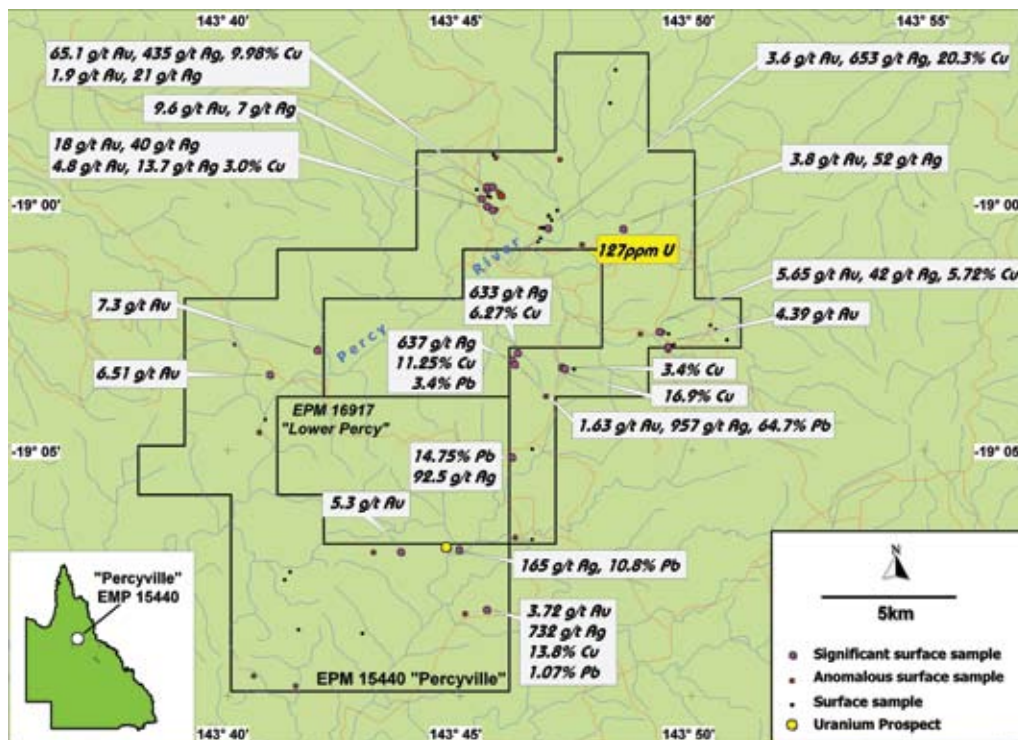 143° 40'
143° 45'
143° 50'
143° 55'
65.1 g/t Au, 435 g/t Ag, 9.98% Cu
1.9 g/t Au, 21 g/t Ag
3.6 g/t Au, 653 g/t Ag, 20.3% Cu
9.6 g/t Au, 7 g/t Ag
18 g/t Au, 40 g/t Ag
4.8 g/t Au, 13.7 g/t Ag 3.0% Cu
3.8 g/t Au, 52 g/t Ag
-19° 00'
-19° 00'
127ppm U
Percy River
5.65 g/t Au, 42 g/t Ag, 5.72% Cu
7.3 g/t Au
633 g/t Ag
6.27% Cu
4.39 g/t Au
637 g/t Ag
11.25% Cu
3.4% Pb
6.51 g/t Au
3.4% Cu
16.9% Cu
EPM 16917
"Lower Percy"
1.63 g/t Au, 957 g/t Ag, 64.7% Pb
-19° 05'
-19° 05'
14.75% Pb
92.5 g/t Ag
5.3 g/t Au
165 g/t Ag, 10.8% Pb
"Percyville"
EMP 15440
3.72 g/t Au
732 g/t Ag
13.8% Cu
1.07% Pb
EPM 15440 "Percyville"
N
5km
Significant surface sample
Anomalous surface sample
Surface sample
Uranium Prospect
143° 40'
143° 45'
143° 50'